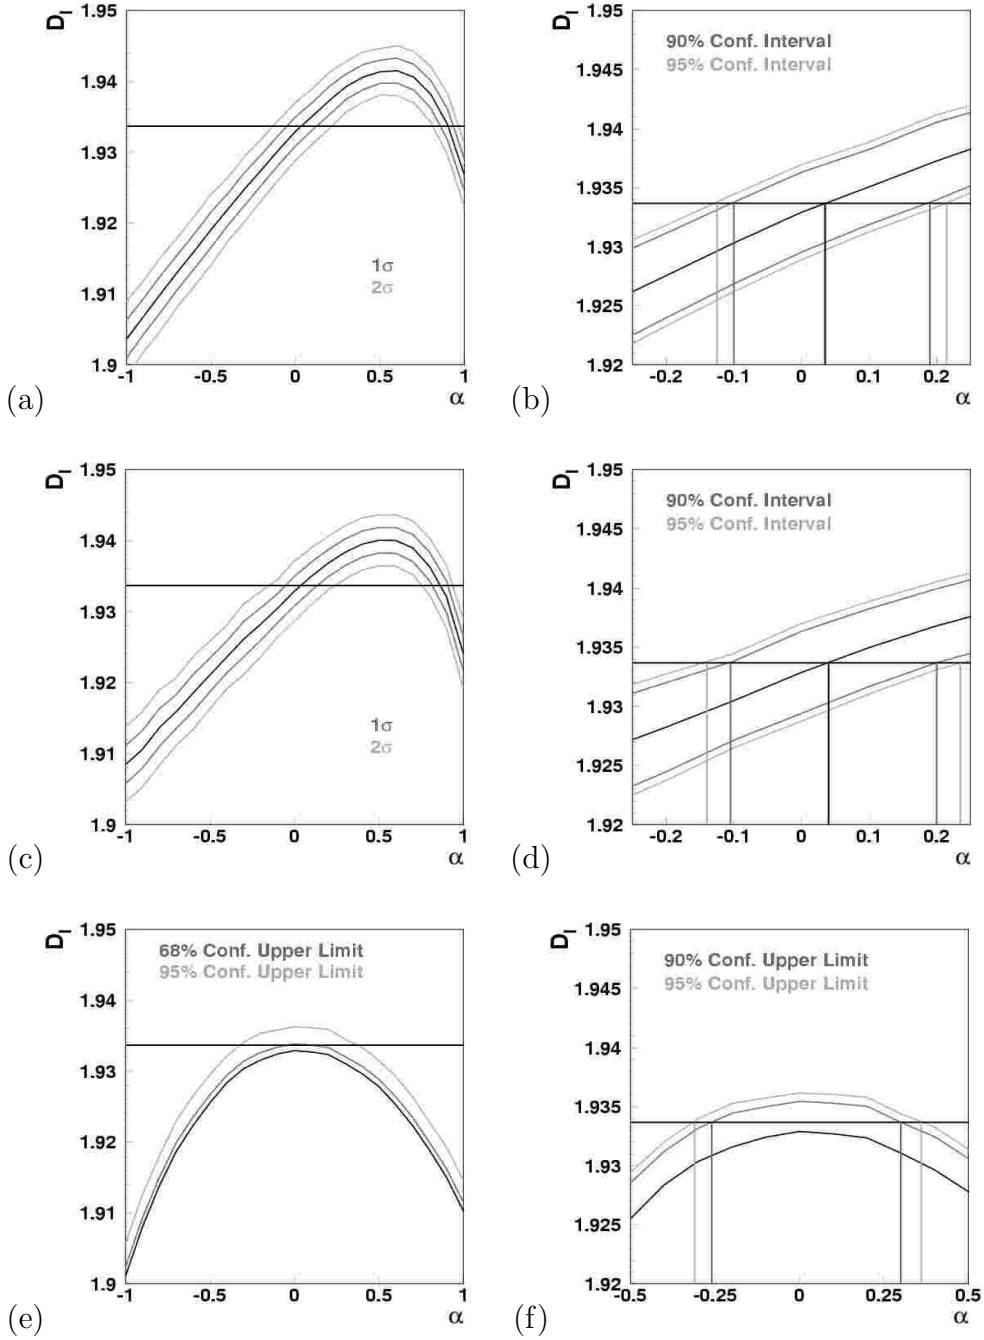 D_I
1.95
1.94
1.93
1.92
1.91
1.9
1σ
2σ
-1 -0.5 0 0.5 1
α
(a)
D_I
1.95
1.945
1.94
1.935
1.93
1.925
1.92
90% Conf. Interval
95% Conf. Interval
-0.2 -0.1 0 0.1 0.2
α
(b)
D_I
1.95
1.94
1.93
1.92
1.91
1.9
1σ
2σ
-1 -0.5 0 0.5 1
α
(c)
D_I
1.95
1.945
1.94
1.935
1.93
1.925
1.92
90% Conf. Interval
95% Conf. Interval
-0.2 -0.1 0 0.1 0.2
α
(d)
D_I
1.95
1.94
1.93
1.92
1.91
1.9
68% Conf. Upper Limit
95% Conf. Upper Limit
-1 -0.5 0 0.5 1
α
(e)
D_I
1.95
1.945
1.94
1.935
1.93
1.925
1.92
90% Conf. Upper Limit
95% Conf. Upper Limit
-0.5 -0.25 0 0.25 0.5
α
(f)